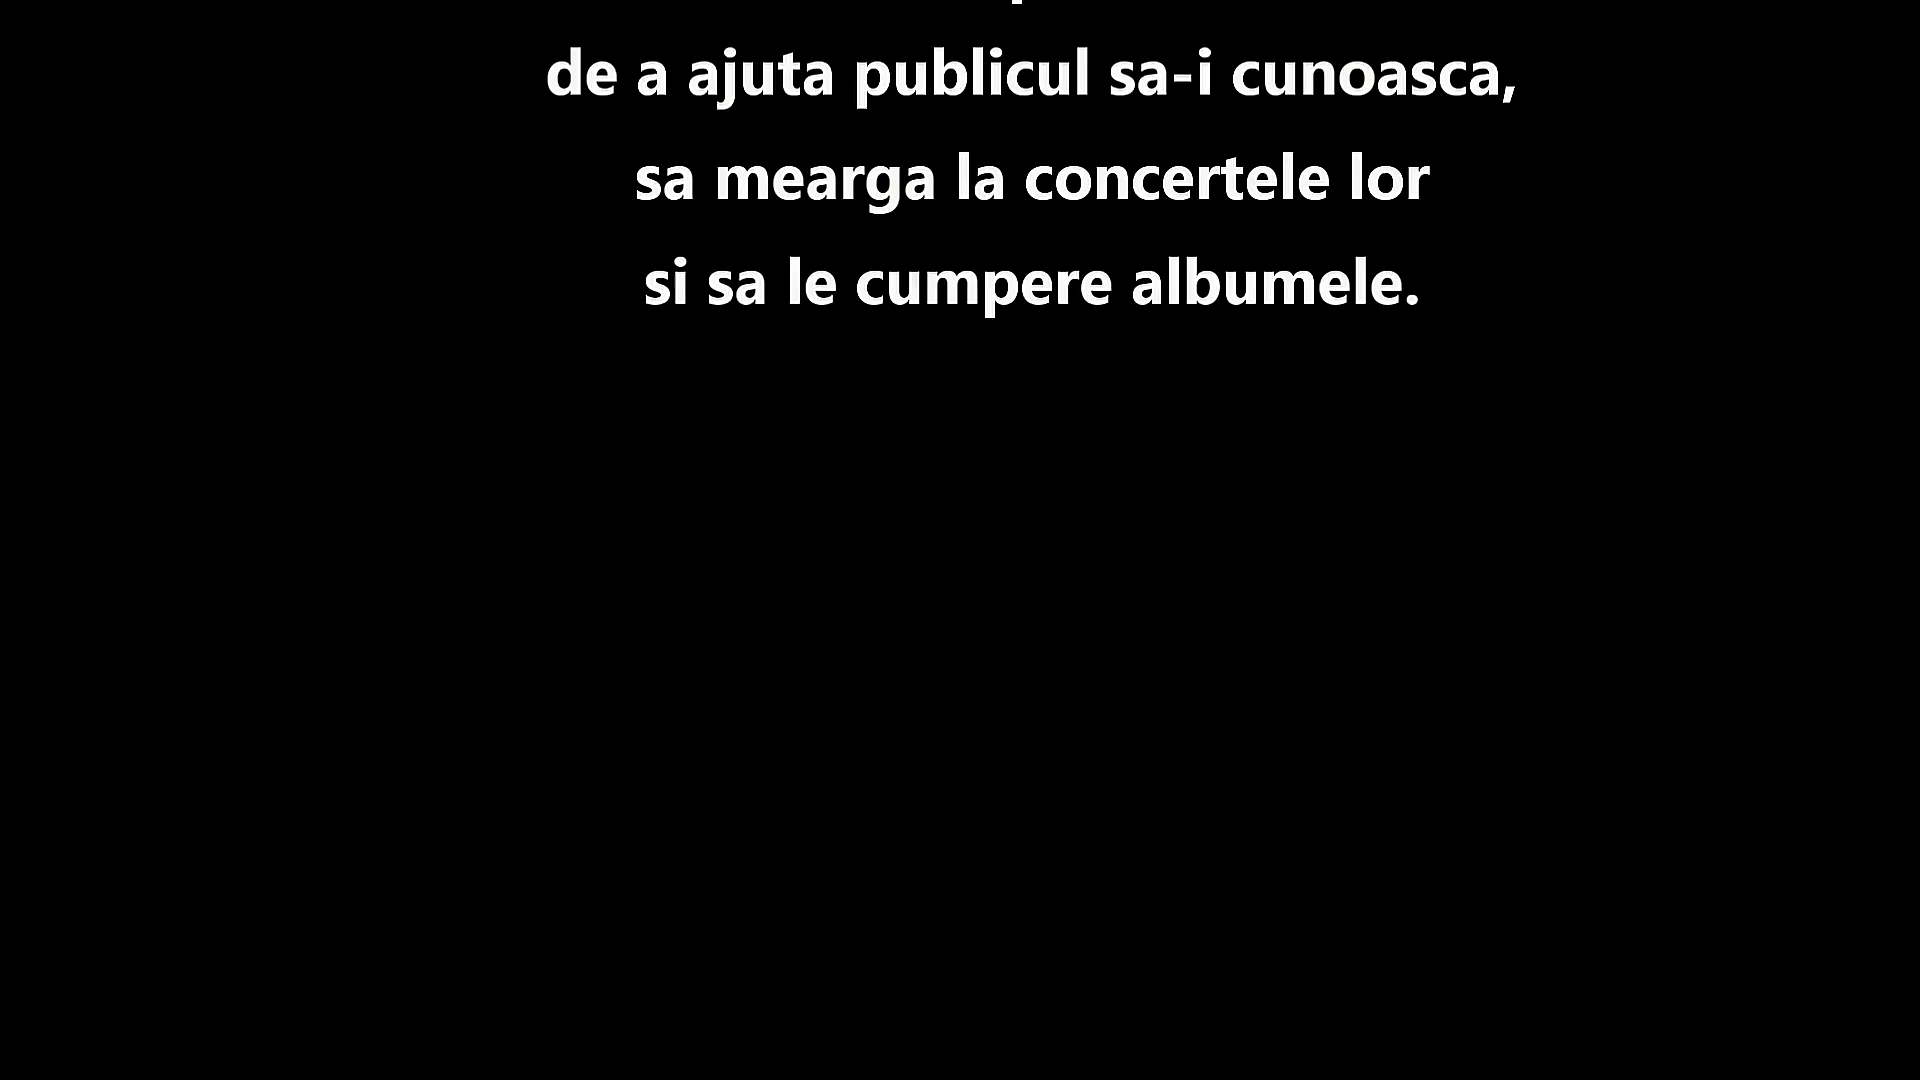 de a ajuta publicul sa-i cunoasca,
sa mearga la concertele lor
si sa le cumpere albumele.